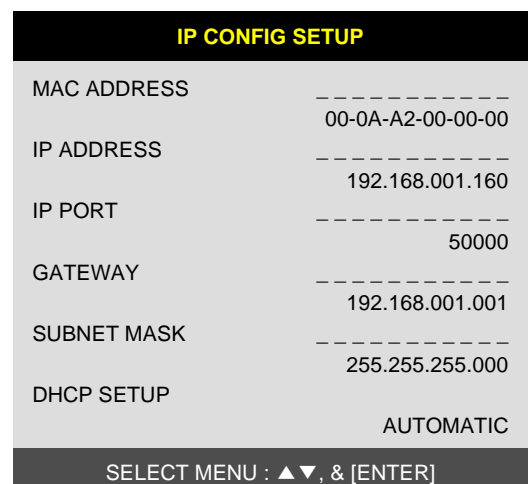 IP CONFIG SETUP
MAC ADDRESS _ _ _ _ _ _ _ _ _ _ _
00-0A-A2-00-00-00
IP ADDRESS _ _ _ _ _ _ _ _ _ _ _
192.168.001.160
IP PORT _ _ _ _ _ _ _ _ _ _ _
50000
GATEWAY _ _ _ _ _ _ _ _ _ _ _
192.168.001.001
SUBNET MASK _ _ _ _ _ _ _ _ _ _ _
255.255.255.000
DHCP SETUP
AUTOMATIC
SELECT MENU : ▲▼, & [ENTER]